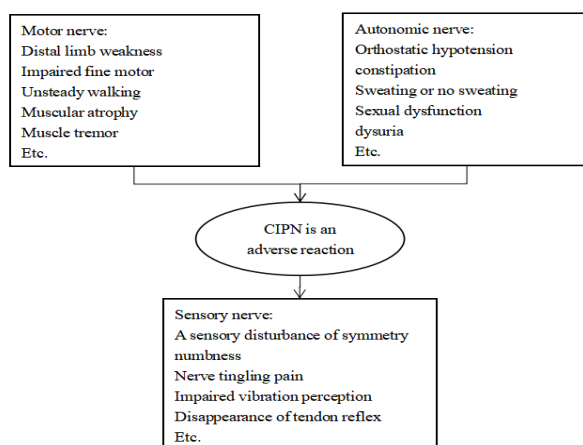 Motor nerve:
Distal limb weakness
Impaired fine motor
Unsteady walking
Muscular atrophy
Muscle tremor
Etc.
Autonomic nerve:
Orthostatic hypotension
constipation
Sweating or no sweating
Sexual dysfunction
dysuria
Etc.
CIPN is an
adverse reaction
Sensory nerve:
A sensory disturbance of symmetry
numbness
Nerve tingling pain
Impaired vibration perception
Disappearance of tendon reflex
Etc.